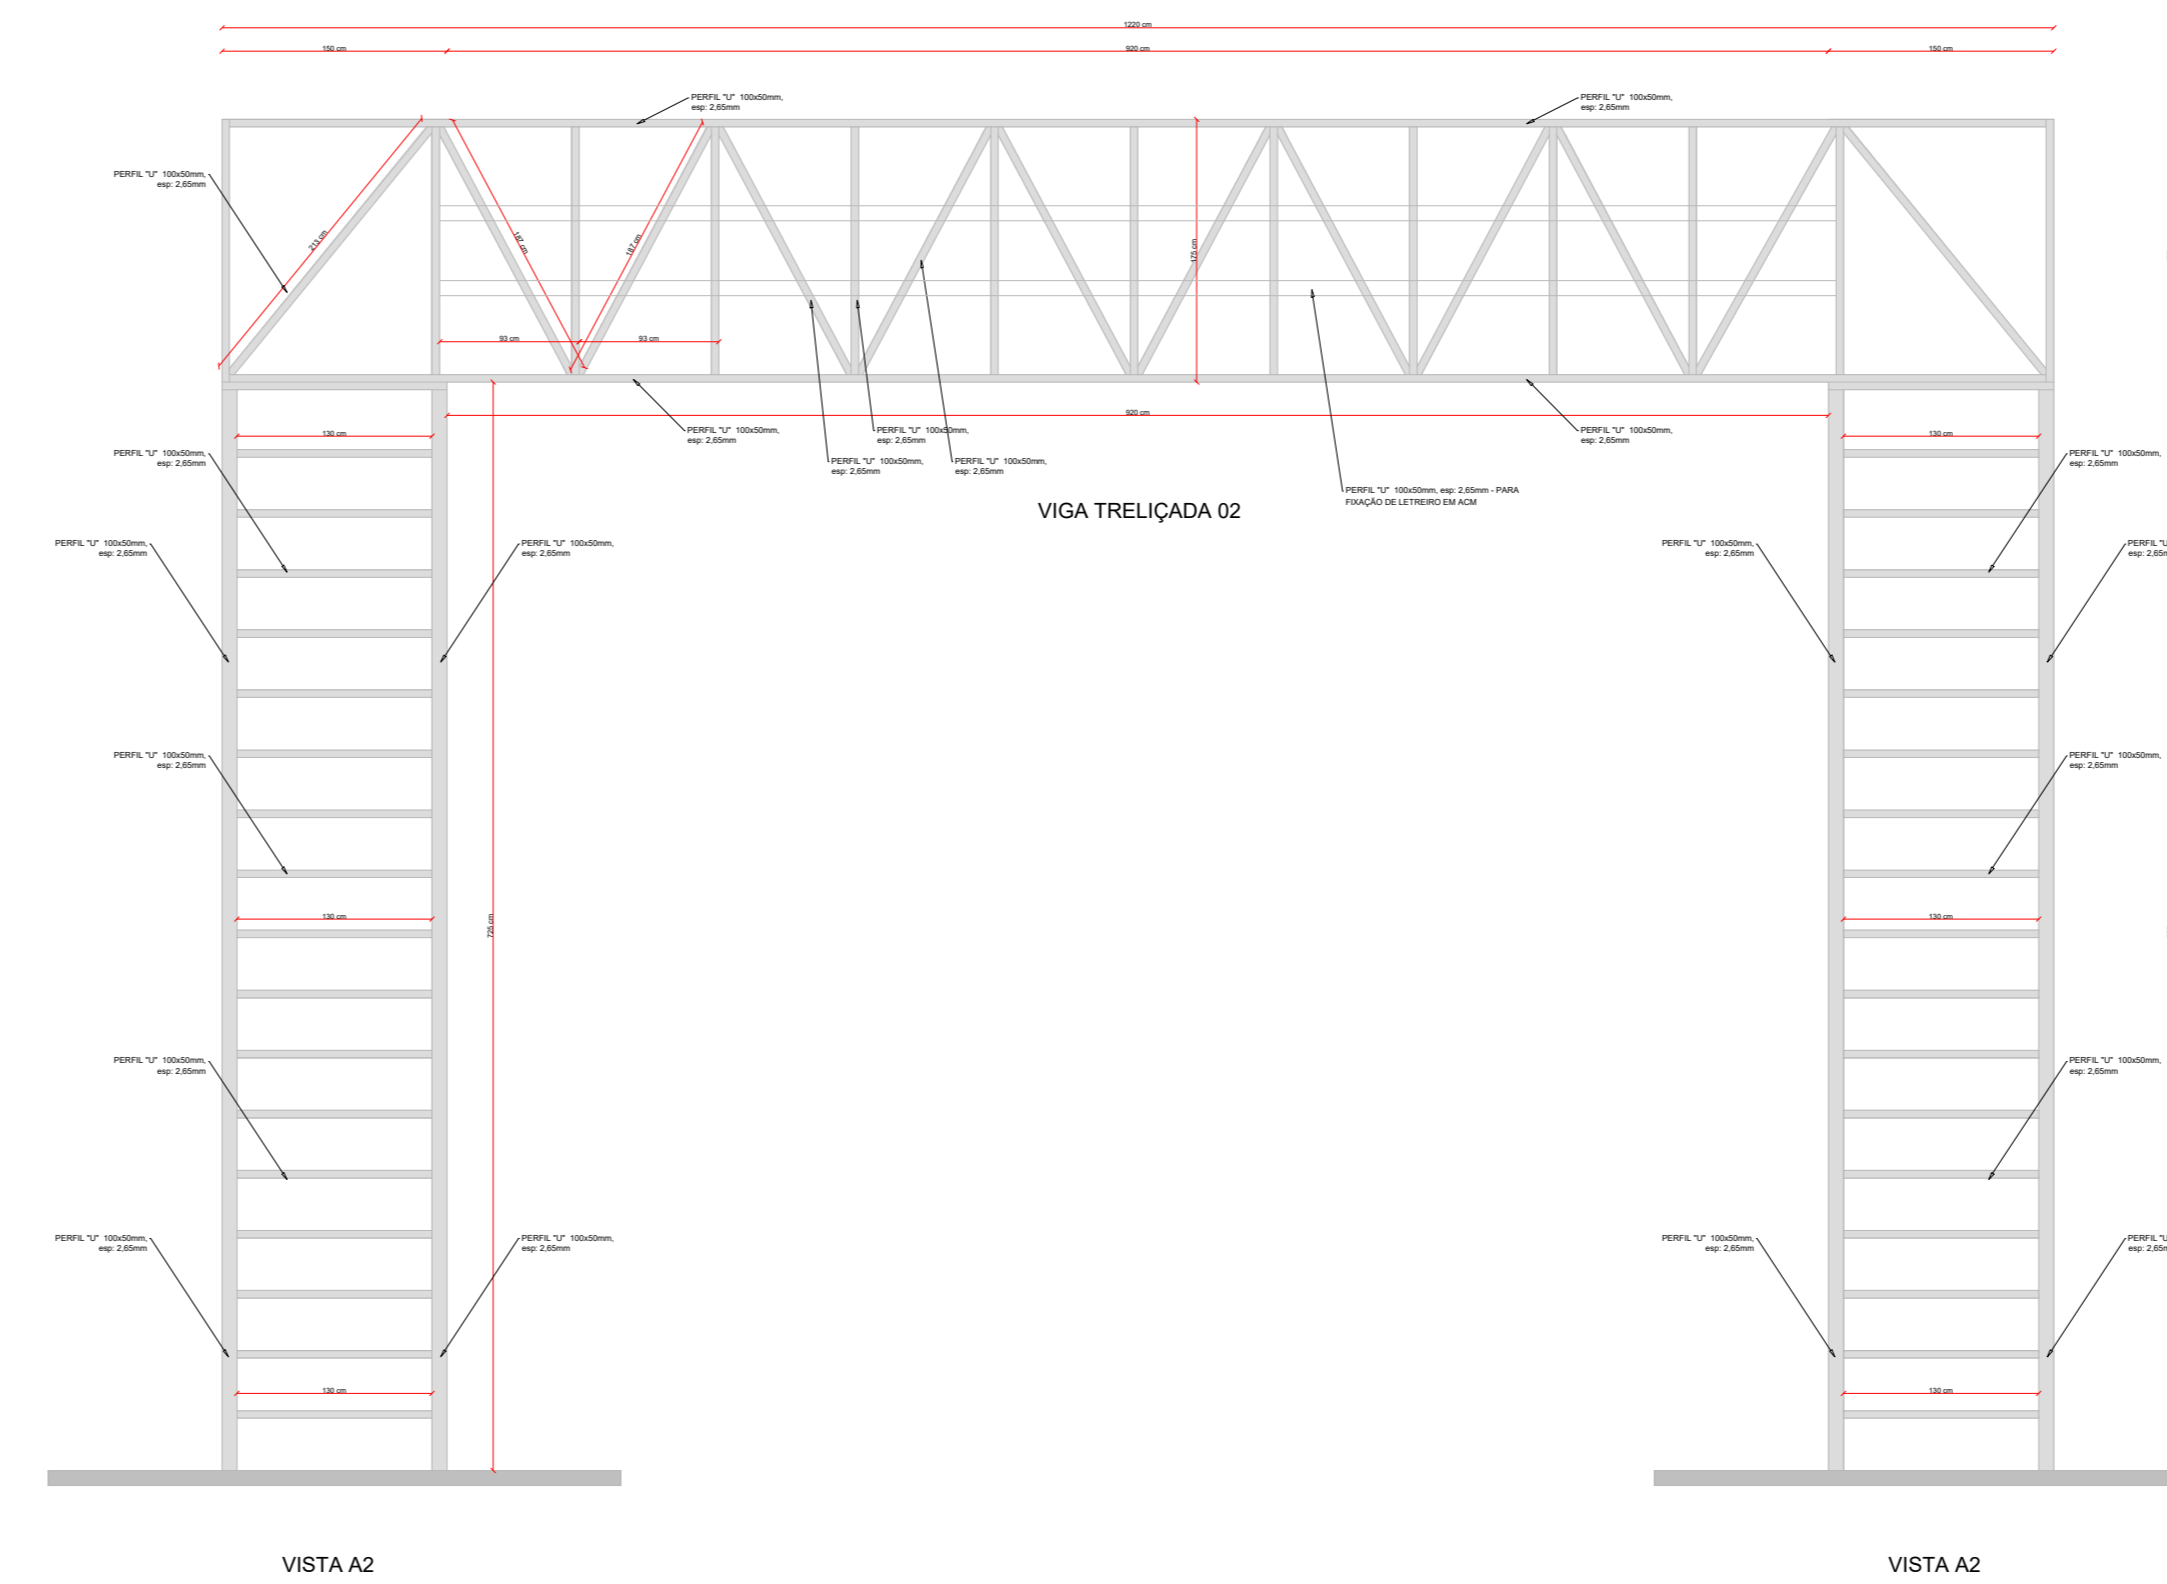 1220 cm
150 cm
920 cm
150 cm
PERFIL "U" 100x50mm,
esp: 2,65mm
PERFIL "U" 100x50mm,
esp: 2,65mm
PERFIL "U" 100x50mm,
esp: 2,65mm
213 cm
187 cm
187 cm
175 cm
93 cm
93 cm
920 cm
130 cm
PERFIL "U" 100x50mm,
esp: 2,65mm
PERFIL "U" 100x50mm,
esp: 2,65mm
PERFIL "U" 100x50mm,
esp: 2,65mm
PERFIL "U" 100x50mm,
esp: 2,65mm
PERFIL "U" 100x50mm,
esp: 2,65mm
130 cm
PERFIL "U" 100x50mm,
esp: 2,65mm
PERFIL "U" 100x50mm,
esp: 2,65mm
PERFIL "U" 100x50mm, esp: 2,65mm - PARA
FIXAÇÃO DE LETREIRO EM ACM
VIGA TRELIÇADA 02
PERFIL "U" 100x50mm,
esp: 2,65mm
PERFIL "U" 100x50mm,
esp: 2,65mm
PERFIL "U" 100x50mm,
esp: 2,65mm
PERFIL "U
esp: 2,65m
PERFIL "U" 100x50mm,
esp: 2,65mm
PERFIL "U" 100x50mm,
esp: 2,65mm
130 cm
725 cm
130 cm
PERFIL "U" 100x50mm,
esp: 2,65mm
PERFIL "U" 100x50mm,
esp: 2,65mm
PERFIL "U" 100x50mm,
esp: 2,65mm
PERFIL "U" 100x50mm,
esp: 2,65mm
PERFIL "U" 100x50mm,
esp: 2,65mm
PERFIL "U
esp: 2,65m
130 cm
130 cm
VISTA A2
VISTA A2